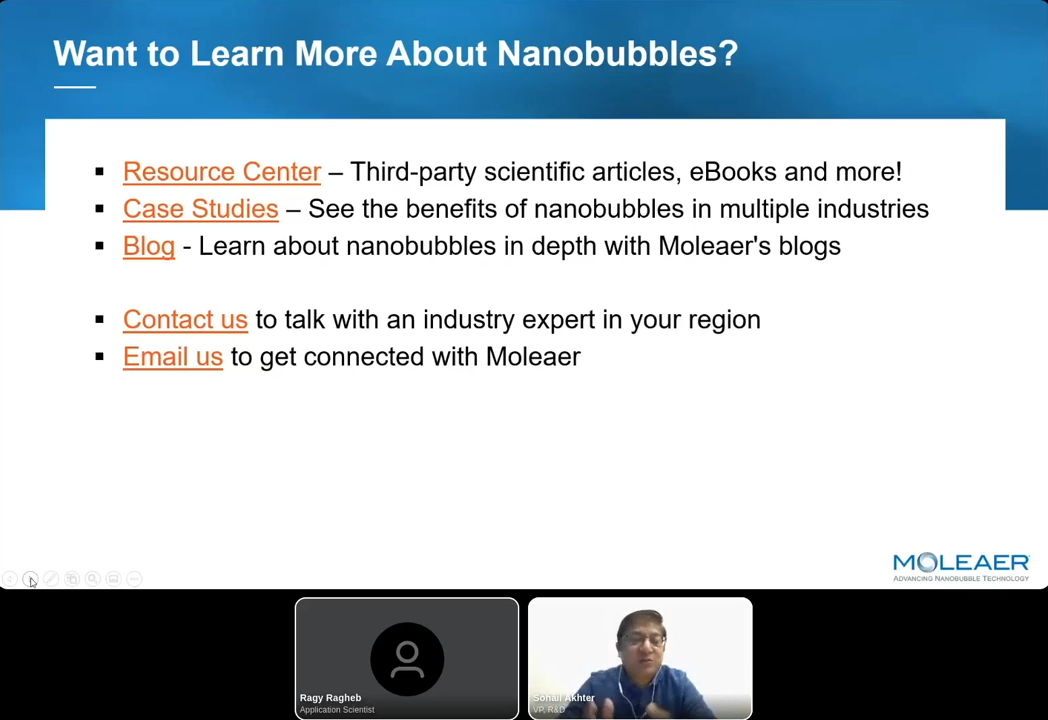 Want to Learn More About Nanobubbles?
▪ Resource Center – Third-party scientific articles, eBooks and more!
▪ Case Studies – See the benefits of nanobubbles in multiple industries
▪ Blog - Learn about nanobubbles in depth with Moleaer's blogs
▪ Contact us to talk with an industry expert in your region
▪ Email us to get connected with Moleaer
MOLEAER
ADVANCING NANOBUBBLE TECHNOLOGY
Ragy Ragheb
Application Scientist
Sohail Akhter
VP, R&D